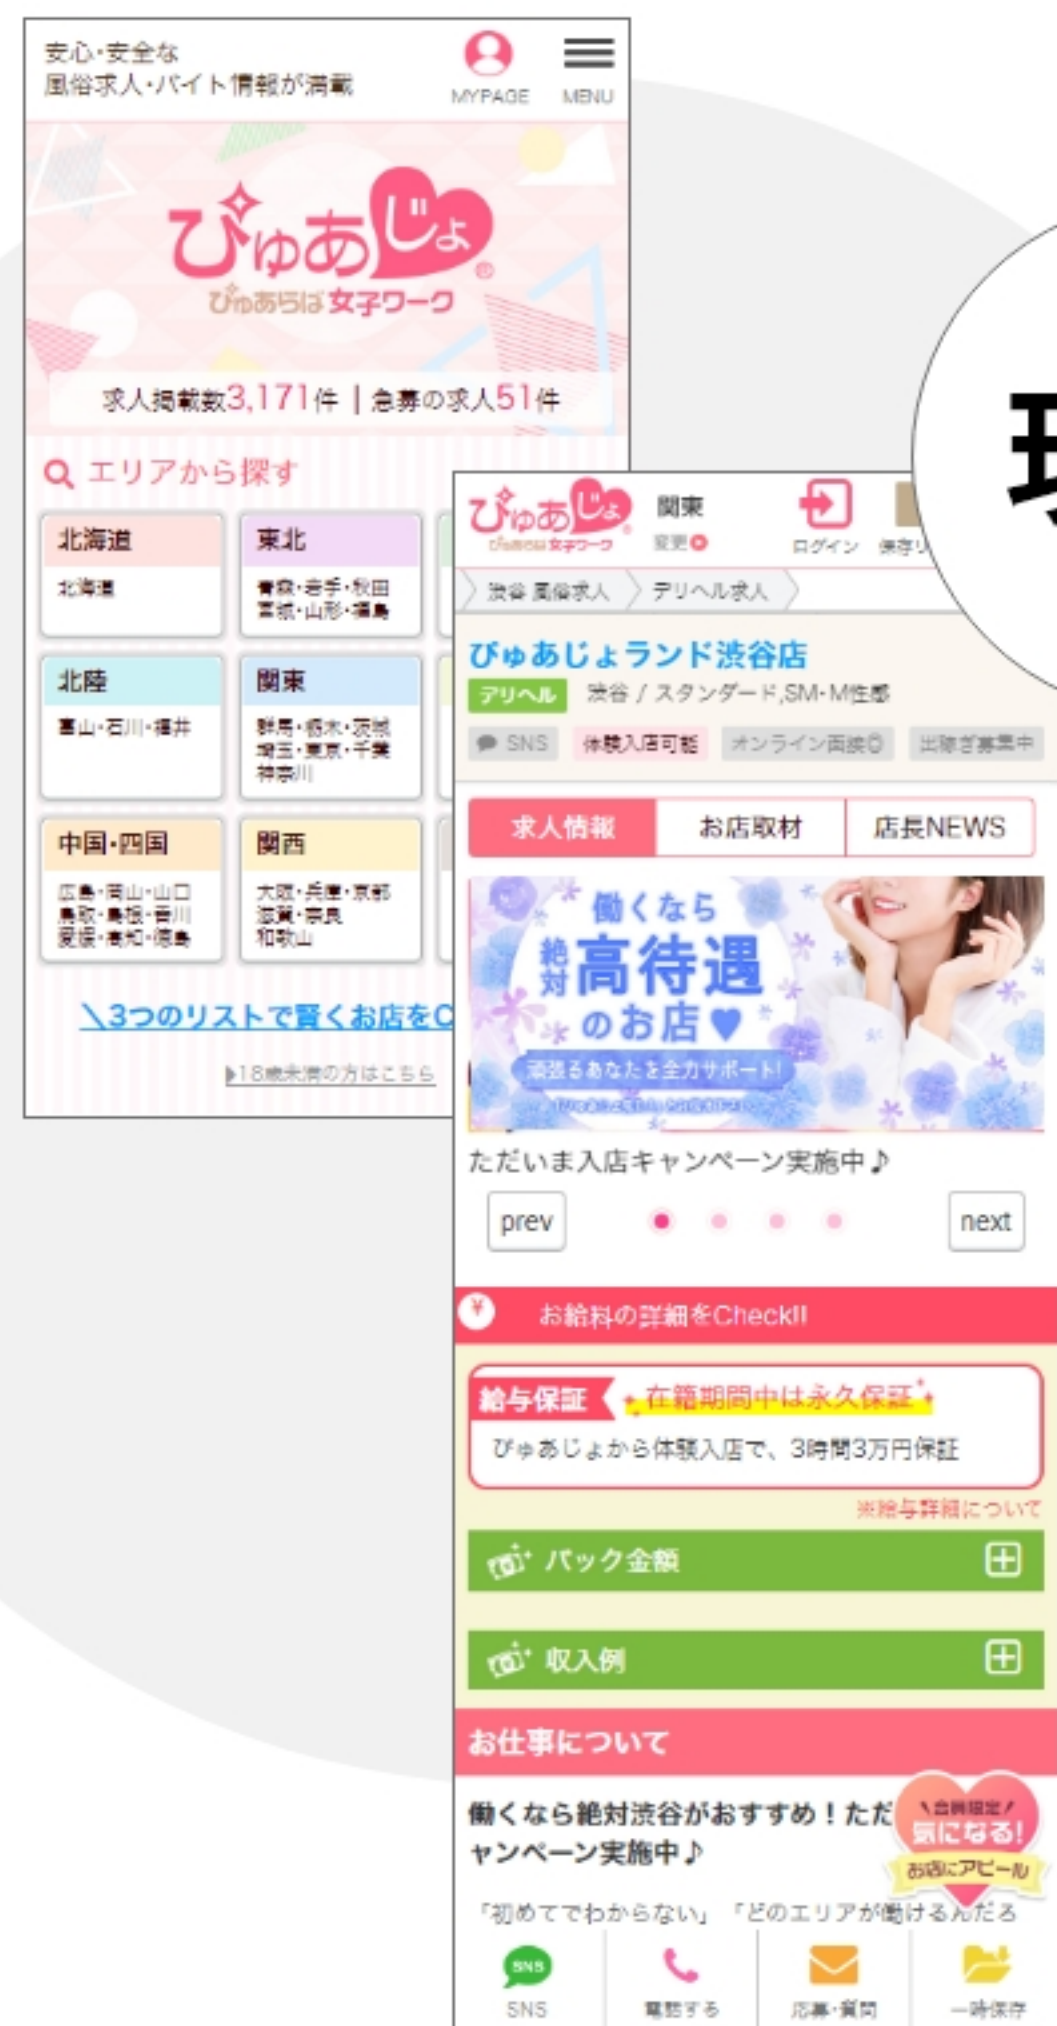 安心・安全な
風俗求人・バイト情報が満載
MYPAGE
MENU
ぴゅあじょ®
ぴゅあらば 女子ワーク
求人掲載数3,171件 | 急募の求人51件
エリアから探す
北海道
北海道
東北
青森・岩手・秋田
宮城・山形・福島
北陸
富山・石川・福井
関東
群馬・栃木・茨城
埼玉・東京・千葉
神奈川
中国・四国
広島・岡山・山口
鳥取・島根・香川
愛媛・高知・徳島
関西
大阪・兵庫・京都
滋賀・奈良
和歌山
\3つのリストで賢くお店をC
18歳未満の方はこちら
ぴゅあじょ
ぴゅあらば 女子ワーク
関東
変更
ログイン
保存リ
渋谷 風俗求人
デリヘル求人
ぴゅあじょランド渋谷店
デリヘル
渋谷 / スタンダード,SM・M性感
SNS
体験入店可能
オンライン面接◎
出稼ぎ募集中
求人情報
お店取材
店長NEWS
働くなら
絶対高待遇
のお店♥
頑張るあなたを全力サポート!
ただいま入店キャンペーン実施中♪
prev
next
¥
お給料の詳細をCheck!!
給与保証
在籍期間中は永久保証
ぴゅあじょから体験入店で、3時間3万円保証
※給与詳細について
バック金額
収入例
お仕事について
働くなら絶対渋谷がおすすめ!ただ
ャンペーン実施中♪
\会員限定/
気になる!
お店にアピール
「初めてでわからない」「どのエリアが働けるんだろ
SNS
SNS
電話する
応募・質問
一時保存